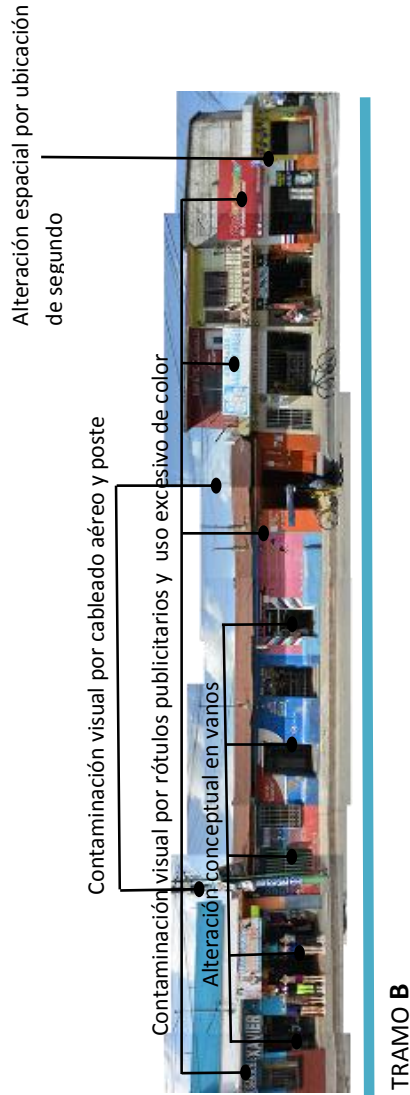 Alteración espacial por ubicación
de segundo
Contaminación visual por cableado aéreo y poste
Contaminación visual por rótulos publicitarios y uso excesivo de color
Alteración conceptual en vanos
XAVIER
ZAPATERIA
TRAMO B